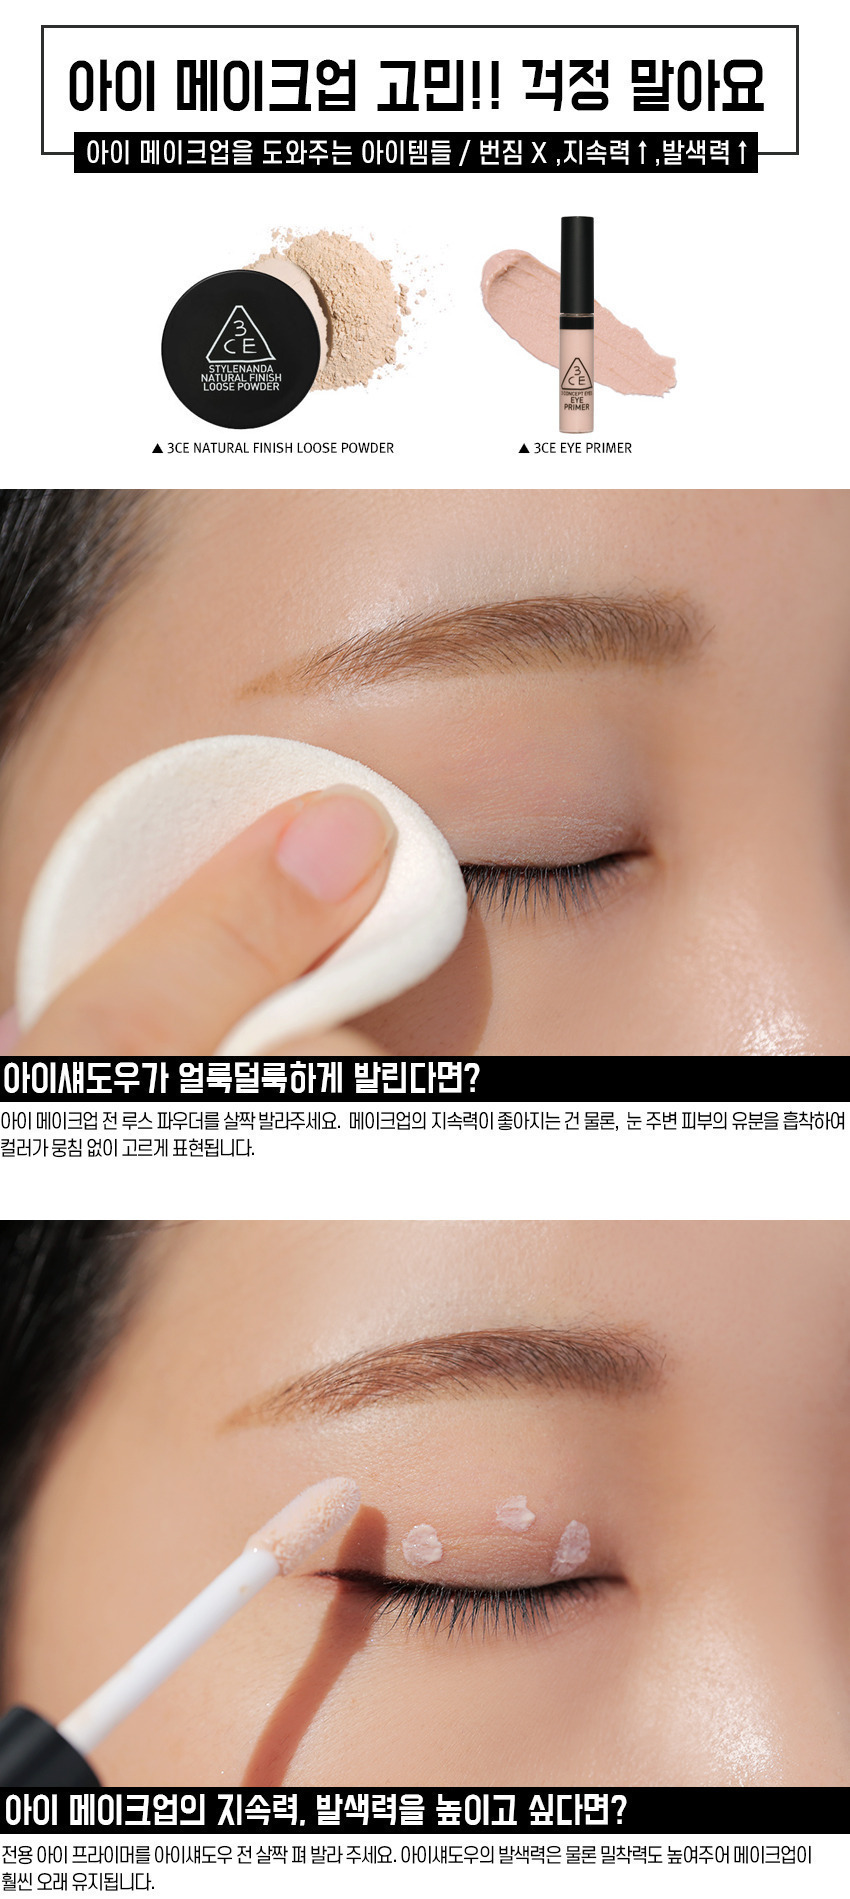 아이 메이크업 고민!! 걱정 말아요
아이 메이크업을 도와주는 아이템들 / 번짐 X ,지속력↑,발색력↑
3CE
STYLENANDA
NATURAL FINISH
LOOSE POWDER
3CE
3 CONCEPT EYES
EYE
PRIMER
▲ 3CE NATURAL FINISH LOOSE POWDER
▲ 3CE EYE PRIMER
아이섀도우가 얼룩덜룩하게 발린다면?
아이 메이크업 전 루스 파우더를 살짝 발라주세요. 메이크업의 지속력이 좋아지는 건 물론, 눈 주변 피부의 유분을 흡착하여
컬러가 뭉침 없이 고르게 표현됩니다.
아이 메이크업의 지속력, 발색력을 높이고 싶다면?
전용 아이 프라이머를 아이섀도우 전 살짝 펴 발라 주세요. 아이섀도우의 발색력은 물론 밀착력도 높여주어 메이크업이
훨씬 오래 유지됩니다.